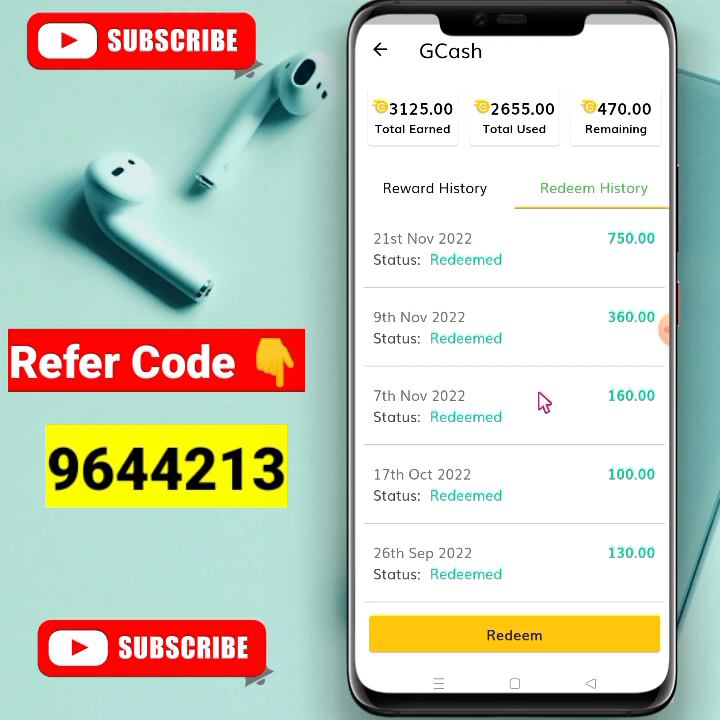 SUBSCRIBE
GCash
3125.00
Total Earned
2655.00
Total Used
470.00
Remaining
Reward History
Redeem History
21st Nov 2022 750.00
Status: Redeemed
9th Nov 2022 360.00
Status: Redeemed
7th Nov 2022 160.00
Status: Redeemed
17th Oct 2022 100.00
Status: Redeemed
26th Sep 2022 130.00
Status: Redeemed
Redeem
Refer Code 👇
9644213
SUBSCRIBE